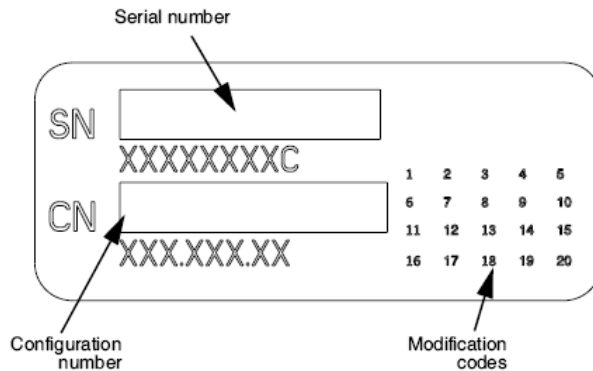 Serial number
SN
XXXXXXXXC
CN
XXX.XXX.XX
1 2 3 4 5
6 7 8 9 10
11 12 13 14 15
16 17 18 19 20
Configuration
number
Modification
codes